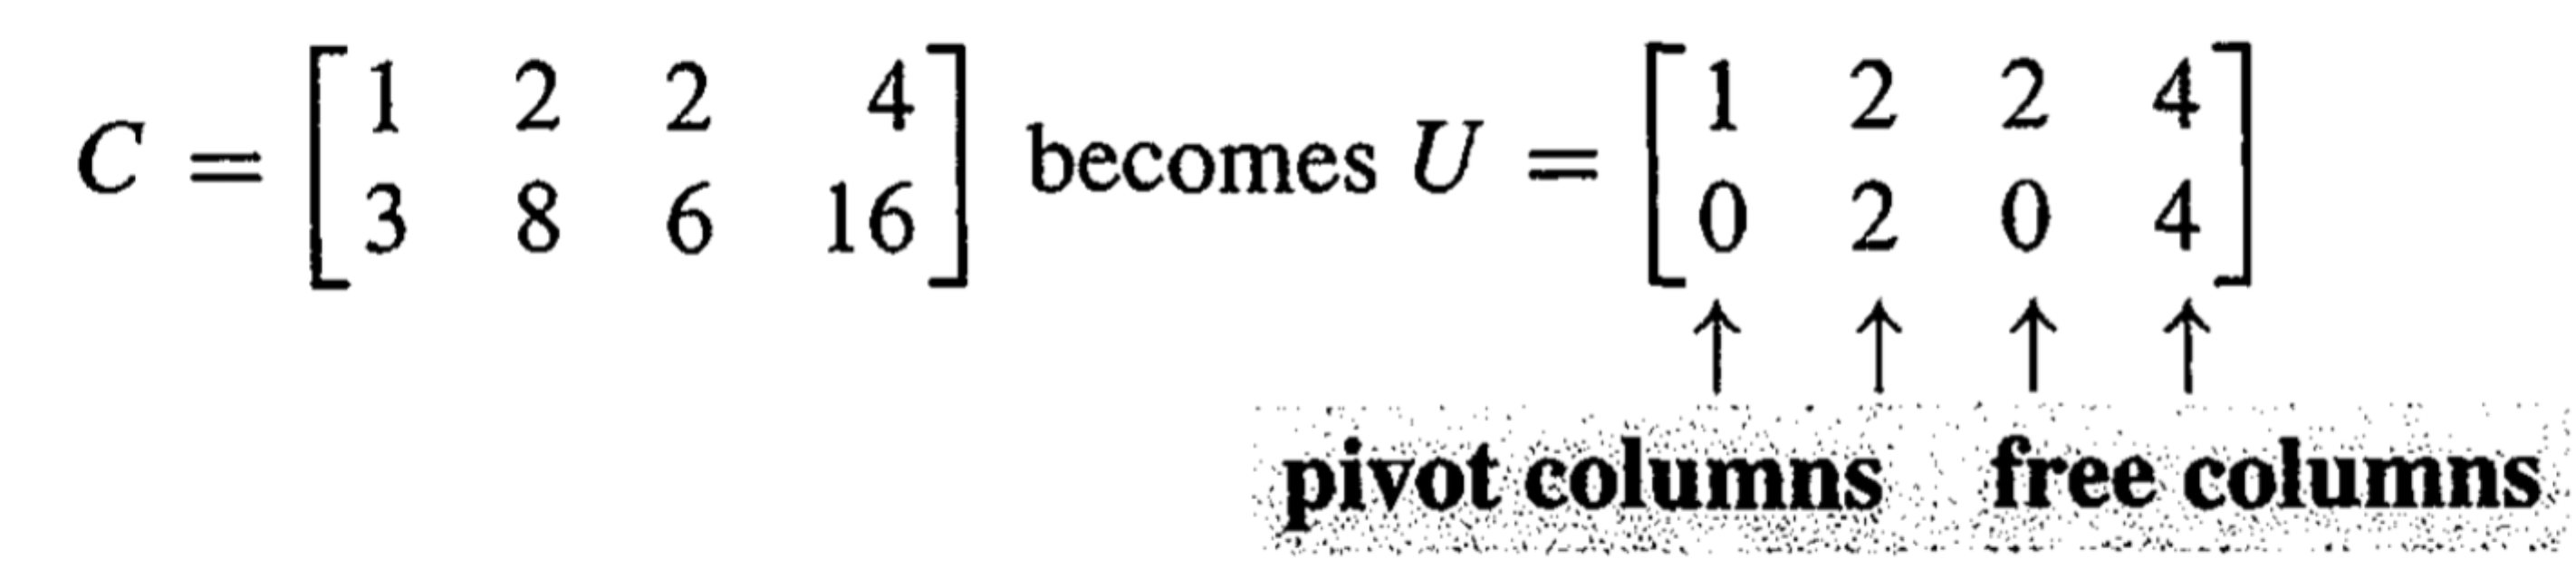 C = [ 1 2 2 4 ; 3 8 6 16 ] becomes U = [ 1 2 2 4 ; 0 2 0 4 ]
↑ ↑ ↑ ↑
pivot columns free columns